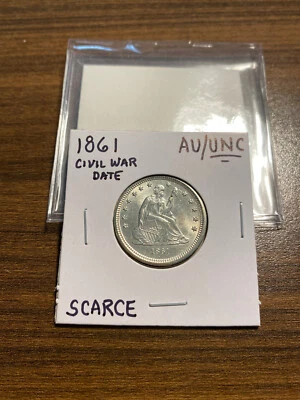 1861
CIVIL WAR
DATE
AU/UNC
SCARCE